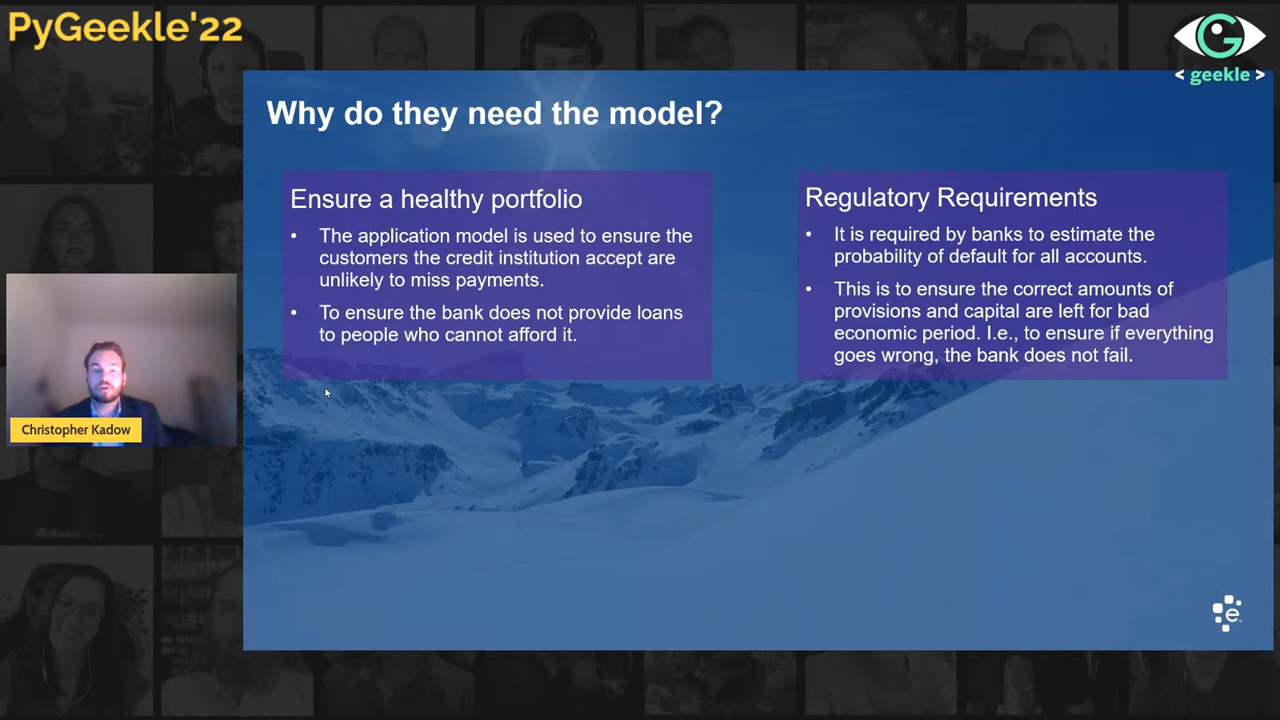 PyGeekle'22
< geekle >
Why do they need the model?
Ensure a healthy portfolio
• The application model is used to ensure the
customers the credit institution accept are
unlikely to miss payments.
• To ensure the bank does not provide loans
to people who cannot afford it.
Regulatory Requirements
• It is required by banks to estimate the
probability of default for all accounts.
• This is to ensure the correct amounts of
provisions and capital are left for bad
economic period. I.e., to ensure if everything
goes wrong, the bank does not fail.
Christopher Kadow
e